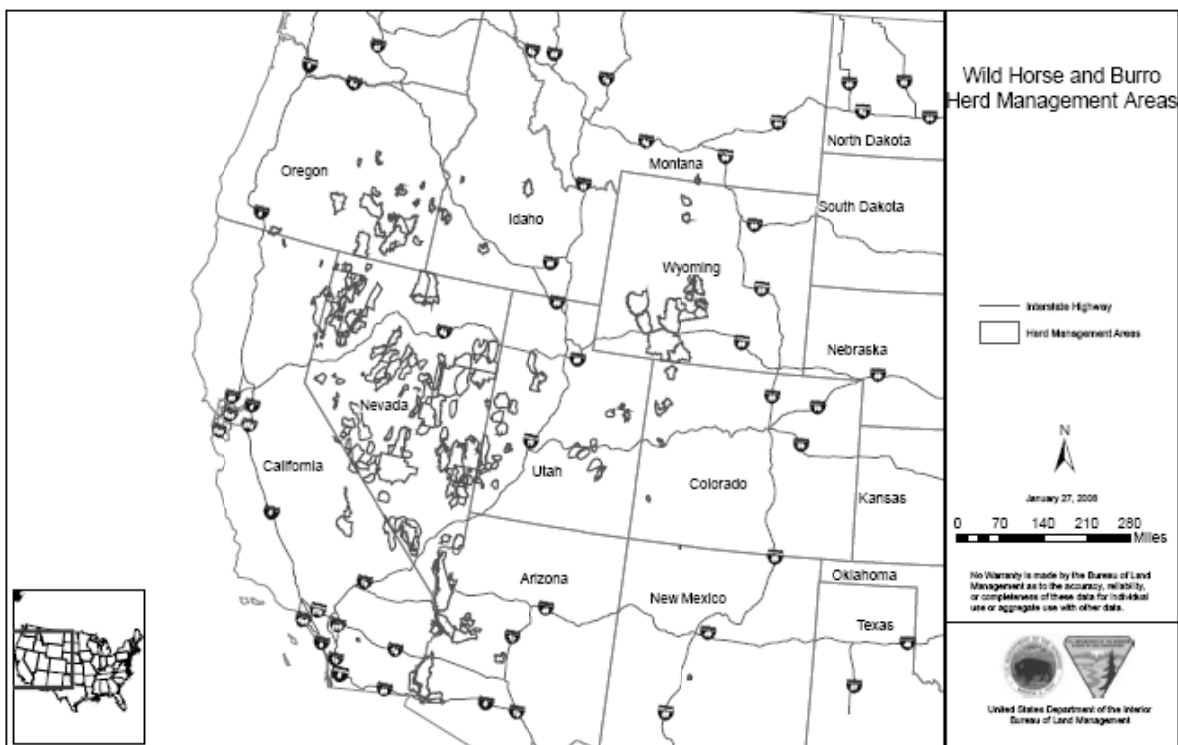 Wild Horse and Burro
Herd Management Areas
North Dakota
Montana
Oregon
South Dakota
Idaho
Wyoming
Interstate Highway
Herd Management Areas
Nebraska
Nevada
N
California
Utah
Colorado
Kansas
0 70 140 210 280
Miles
Arizona
Oklahoma
New Mexico
Texas
No Warranty is made by the Bureau of Land
Management as to the accuracy, reliability,
or completeness of these data for individual
use or aggregate use with other data.
United States Department of the Interior
Bureau of Land Management